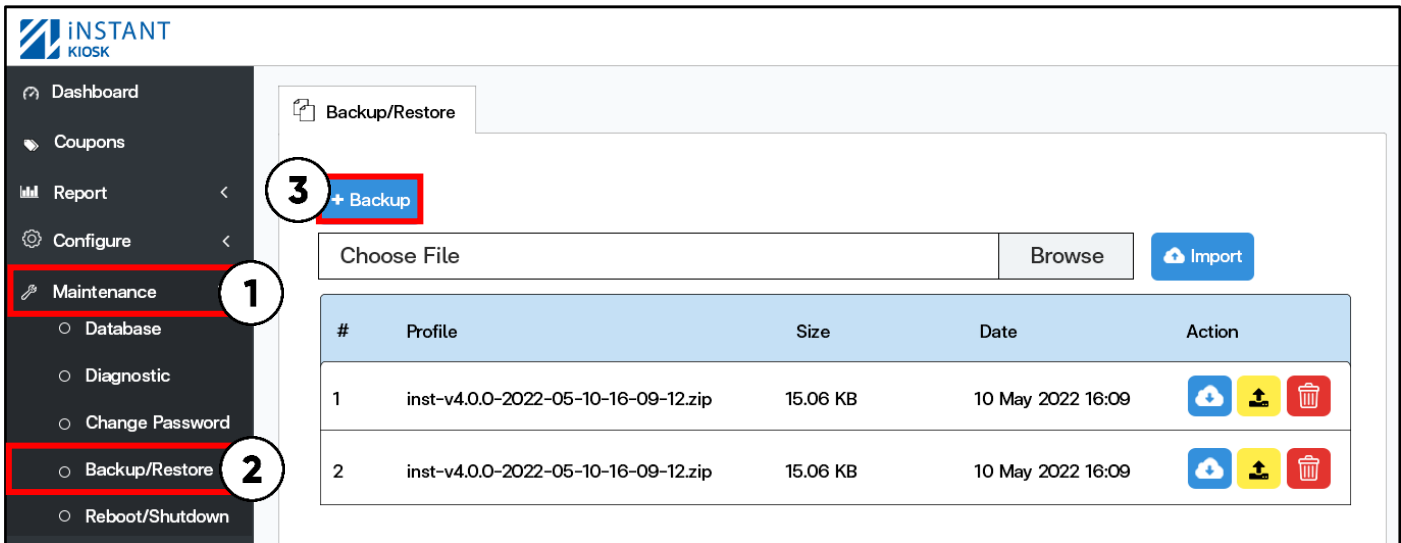 iNSTANT
KIOSK
Dashboard
Coupons
Report
Configure
Maintenance
1
Database
Diagnostic
Change Password
Backup/Restore
2
Reboot/Shutdown
Backup/Restore
3
+ Backup
Choose File Browse Import
# Profile Size Date Action
1 inst-v4.0.0-2022-05-10-16-09-12.zip 15.06 KB 10 May 2022 16:09
2 inst-v4.0.0-2022-05-10-16-09-12.zip 15.06 KB 10 May 2022 16:09